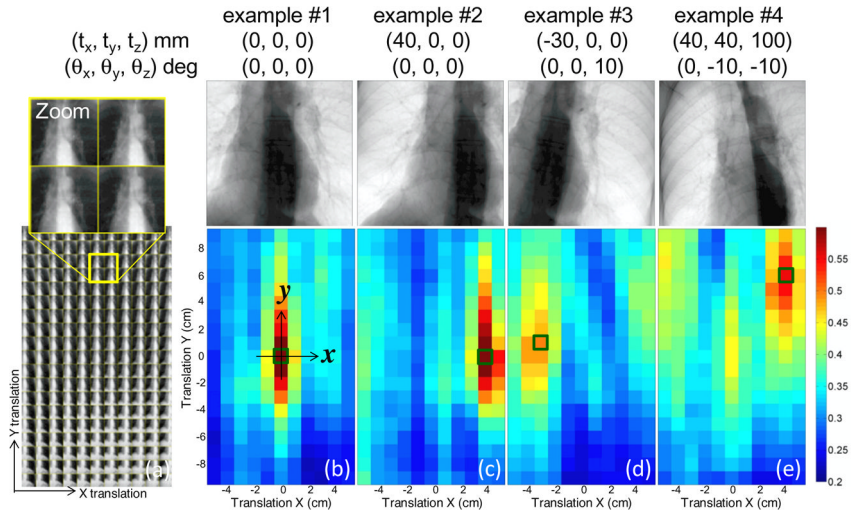 example #1 example #2 example #3 example #4
(tx, ty, tz) mm (0, 0, 0) (40, 0, 0) (-30, 0, 0) (40, 40, 100)
(θx, θy, θz) deg (0, 0, 0) (0, 0, 0) (0, 0, 10) (0, -10, -10)
Zoom
Y translation
X translation
(a)
Translation Y (cm)
8
6
4
2
0
-2
-4
-6
-8
y
x
(b)
-4 -2 0 2 4
Translation X (cm)
(c)
-4 -2 0 2 4
Translation X (cm)
(d)
-4 -2 0 2 4
Translation X (cm)
(e)
-4 -2 0 2 4
Translation X (cm)
0.55
0.5
0.45
0.4
0.35
0.3
0.25
0.2